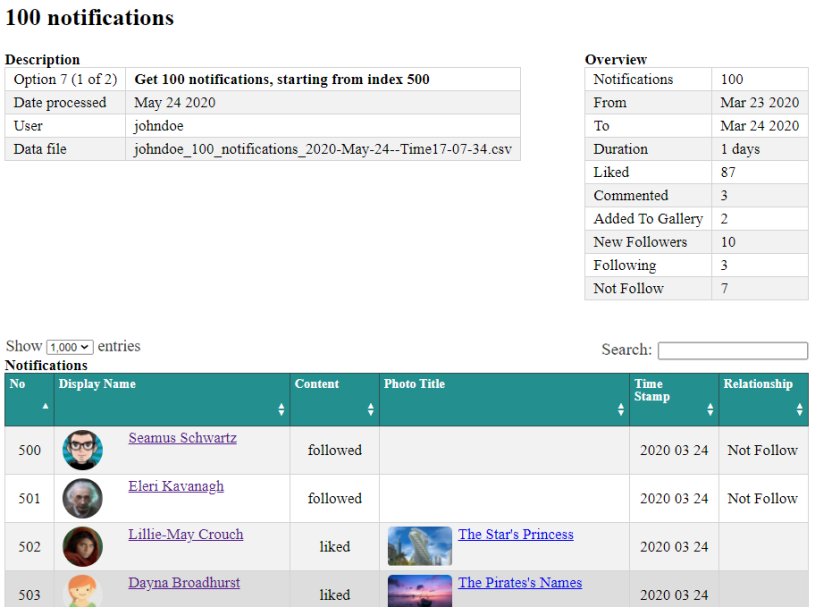 100 notifications
Description
Option 7 (1 of 2) Get 100 notifications, starting from index 500
Date processed May 24 2020
User johndoe
Data file johndoe_100_notifications_2020-May-24--Time17-07-34.csv
Overview
Notifications 100
From Mar 23 2020
To Mar 24 2020
Duration 1 days
Liked 87
Commented 3
Added To Gallery 2
New Followers 10
Following 3
Not Follow 7
Show 1,000 entries
Search:
Notifications
No Display Name Content Photo Title Time Stamp Relationship
500 Seamus Schwartz followed 2020 03 24 Not Follow
501 Eleri Kavanagh followed 2020 03 24 Not Follow
502 Lillie-May Crouch liked The Star's Princess 2020 03 24
503 Dayna Broadhurst liked The Pirates's Names 2020 03 24